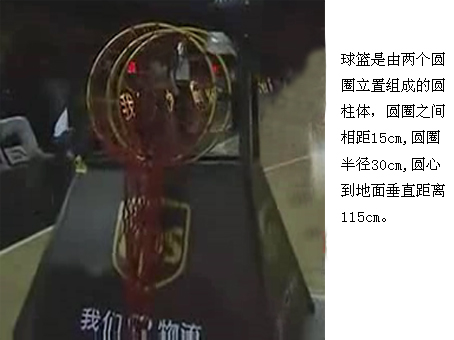 球篮是由两个圆
圈立置组成的圆
柱体，圆圈之间
相距15cm,圆圈
半径30cm,圆心
到地面垂直距离
115cm。
我们 物流